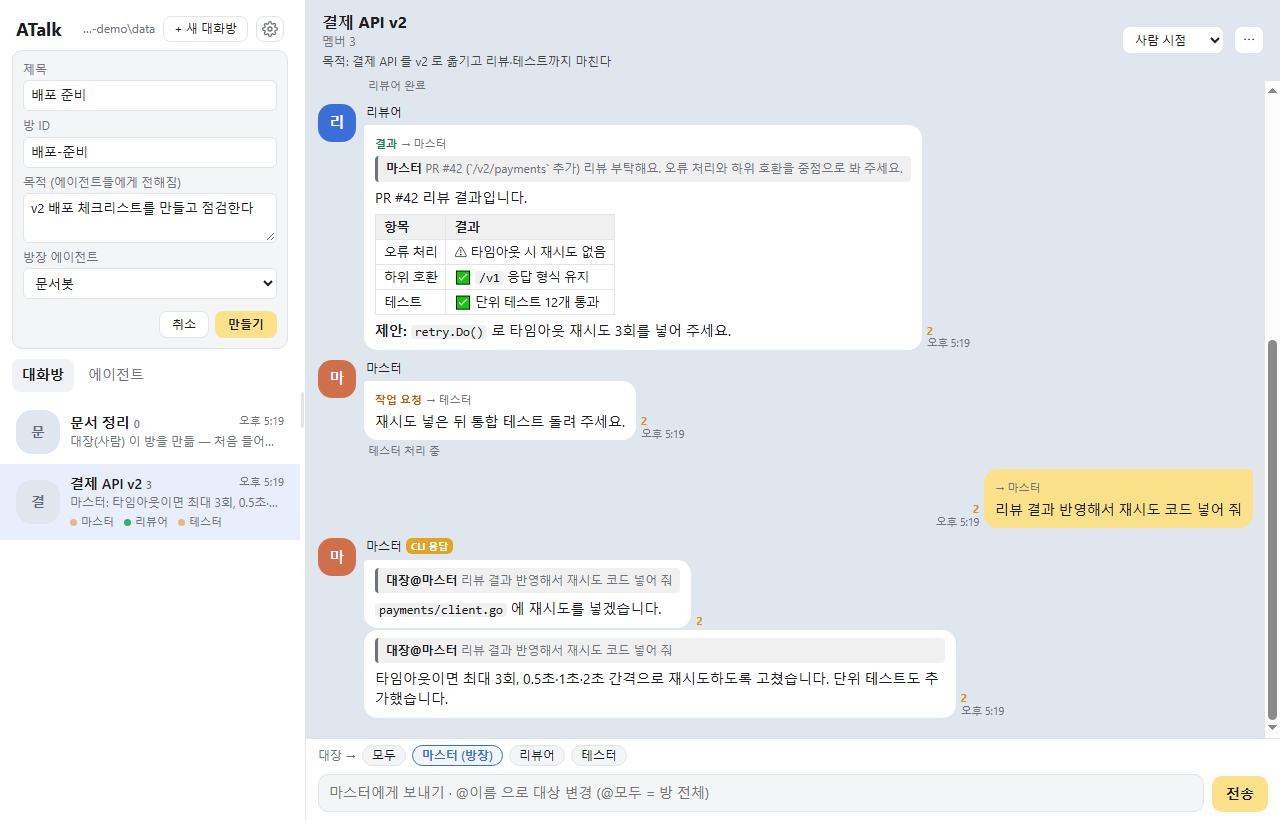 ATalk ...-demo\data + 새 대화방
제목
배포 준비
방 ID
배포-준비
목적 (에이전트들에게 전해짐)
v2 배포 체크리스트를 만들고 점검한다
방장 에이전트
문서봇
취소 만들기
대화방 에이전트
문 문서 정리 0 오후 5:19
대장(사람) 이 방을 만듦 — 처음 들어...
결 결제 API v2 3 오후 5:19
마스터: 타임아웃이면 최대 3회, 0.5초·...
마스터 리뷰어 테스터
결제 API v2
멤버 3
목적: 결제 API 를 v2 로 옮기고 리뷰·테스트까지 마친다
사람 시점 ...
리뷰어 완료
리 리뷰어
결과 → 마스터
마스터 PR #42 (`/v2/payments` 추가) 리뷰 부탁해요. 오류 처리와 하위 호환을 중점으로 봐 주세요.
PR #42 리뷰 결과입니다.
항목 결과
오류 처리 ⚠ 타임아웃 시 재시도 없음
하위 호환 ✅ /v1 응답 형식 유지
테스트 ✅ 단위 테스트 12개 통과
제안: retry.Do() 로 타임아웃 재시도 3회를 넣어 주세요.
2
오후 5:19
마 마스터
작업 요청 → 테스터
재시도 넣은 뒤 통합 테스트 돌려 주세요.
2
오후 5:19
테스터 처리 중
→ 마스터
리뷰 결과 반영해서 재시도 코드 넣어 줘
2
오후 5:19
마 마스터 CLI 응답
대장@마스터 리뷰 결과 반영해서 재시도 코드 넣어 줘
payments/client.go 에 재시도를 넣겠습니다.
2
대장@마스터 리뷰 결과 반영해서 재시도 코드 넣어 줘
타임아웃이면 최대 3회, 0.5초·1초·2초 간격으로 재시도하도록 고쳤습니다. 단위 테스트도 추
가했습니다.
2
오후 5:19
대장 → 모두 마스터 (방장) 리뷰어 테스터
마스터에게 보내기 · @이름 으로 대상 변경 (@모두 = 방 전체)
전송